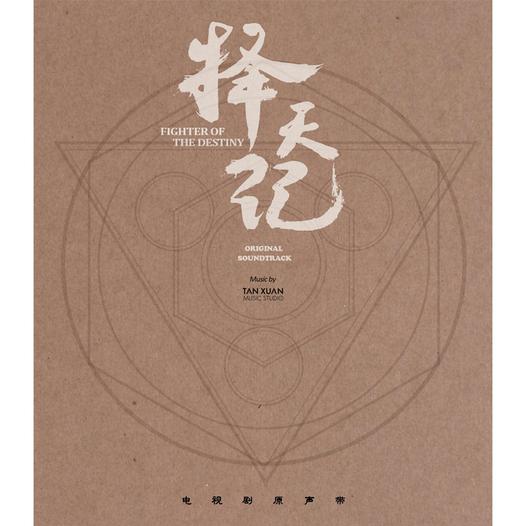 择天记
FIGHTER OF
THE DESTINY
ORIGINAL
SOUNDTRACK
Music by
TAN XUAN
MUSIC STUDIO
电视剧原声带